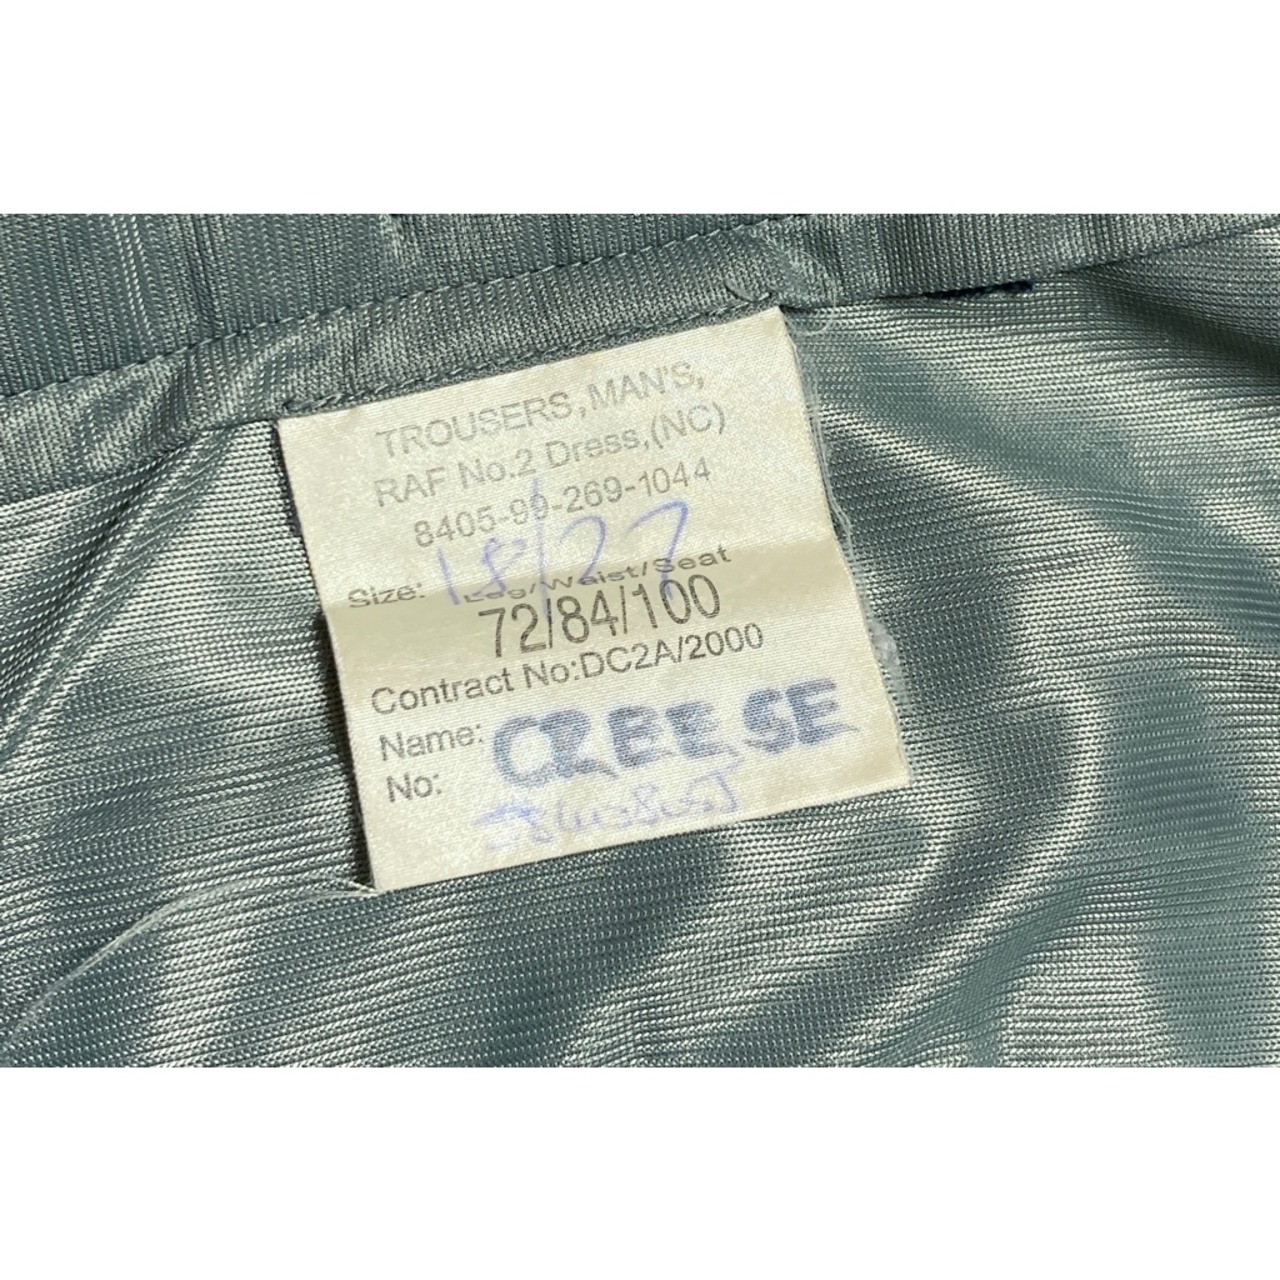 TROUSERS,MAN'S,
RAF No.2 Dress,(NC)
8405-99-269-1044
18/27
Size: Leg/Waist/Seat
72/84/100
Contract No:DC2A/2000
Name: CREESE
No: